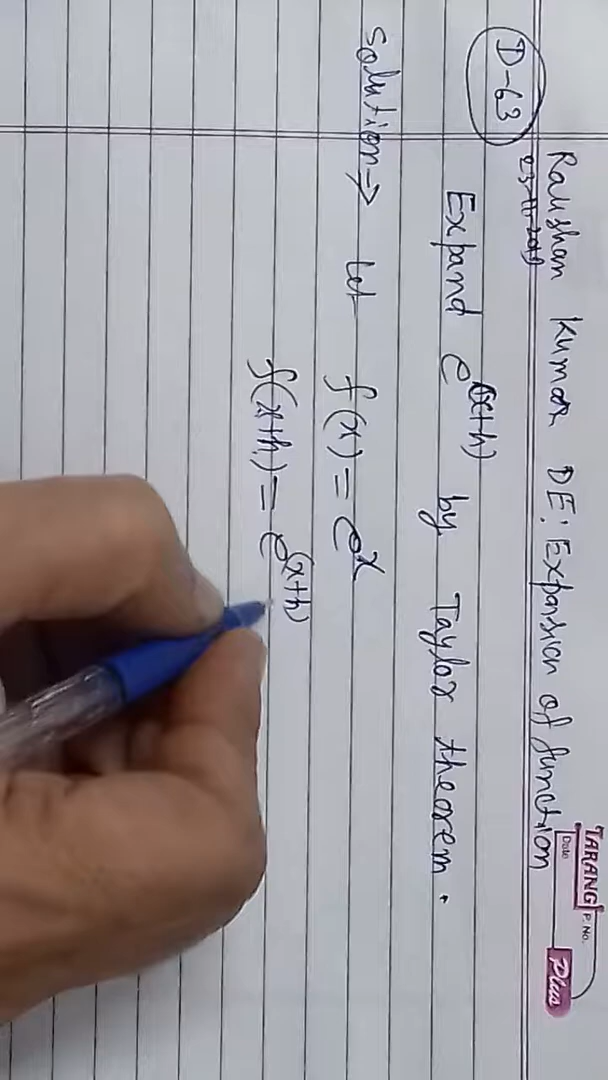 Raushan Kumar DE: Expansion of function
TARANG P. No.
Date
Plus
D-63
Expand e^(x+h) by Taylor theorem.
Solution⇒ Let f(x) = e^x
f(x+h) = e^(x+h)